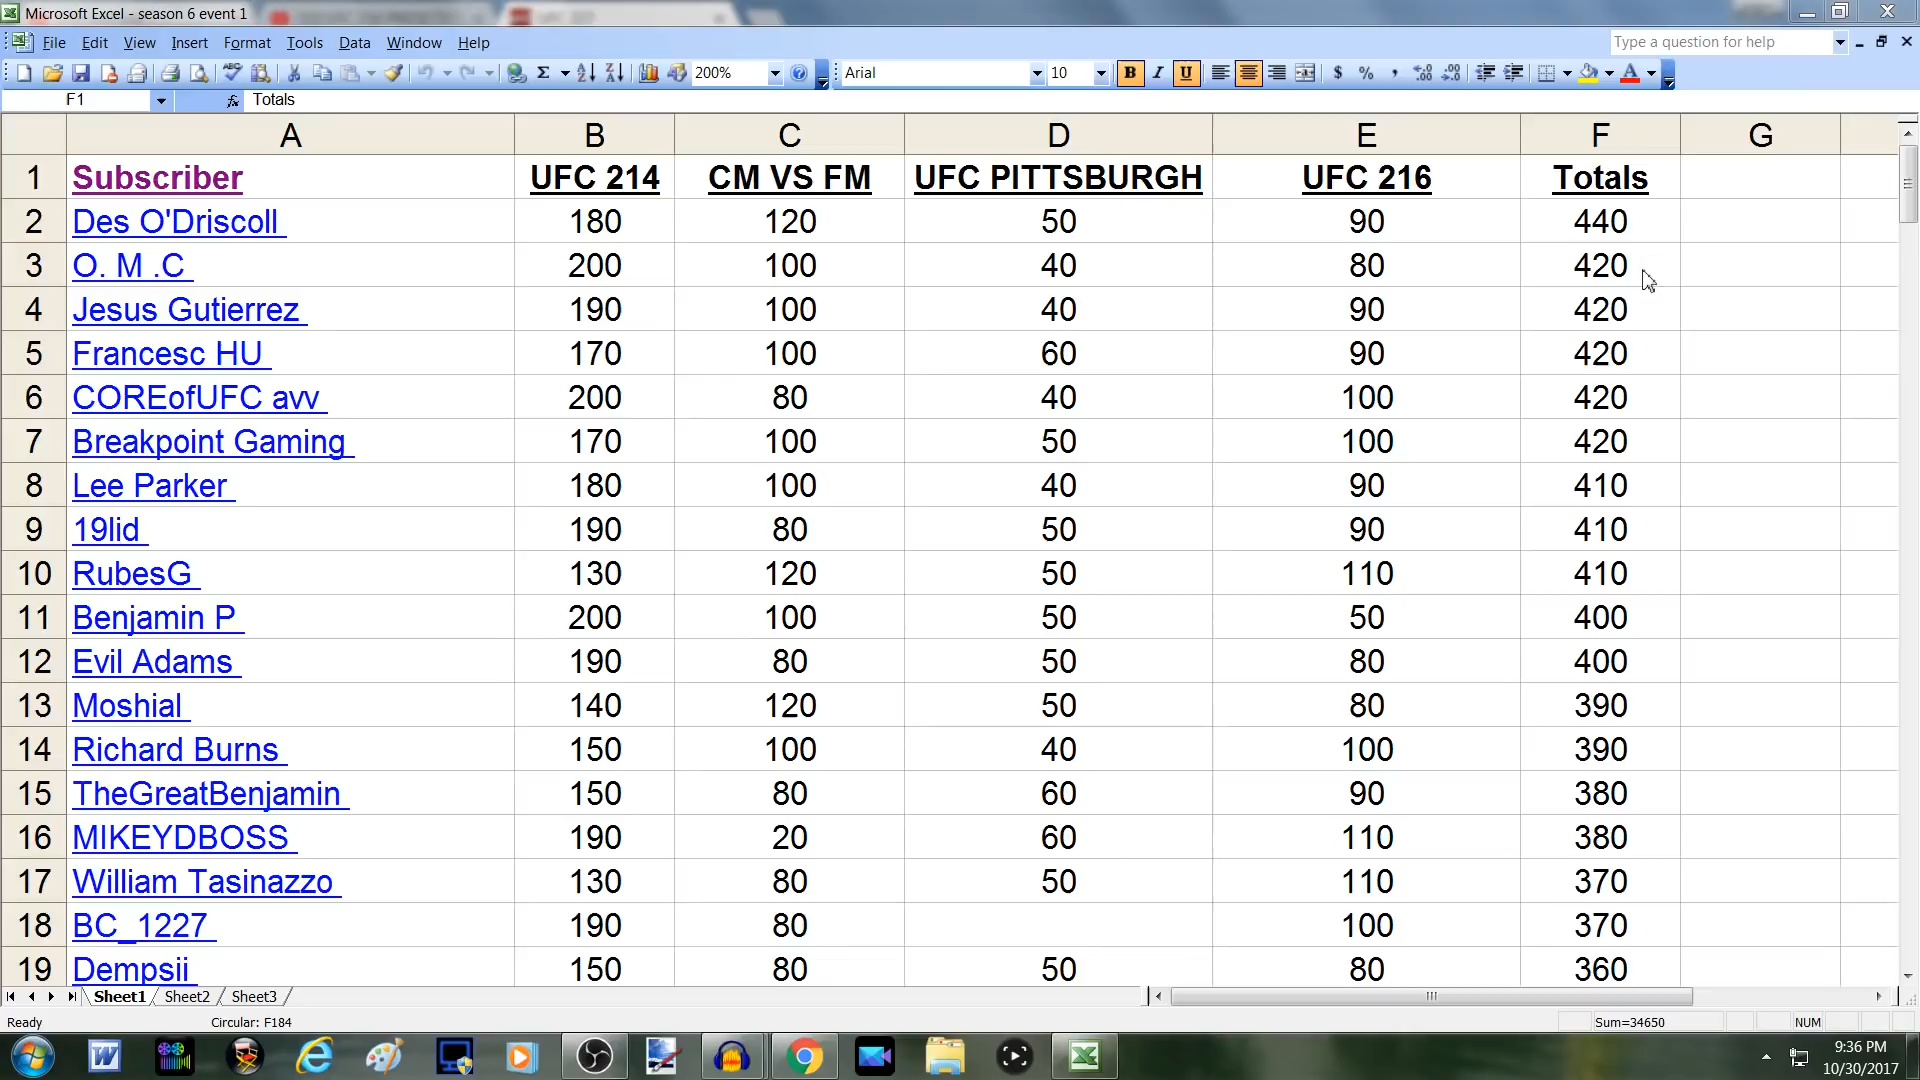 Microsoft Excel - season 6 event 1
File Edit View Insert Format Tools Data Window Help Type a question for help
200% Arial 10 B I U $ % ,
F1 fx Totals
A B C D E F G
1 Subscriber UFC 214 CM VS FM UFC PITTSBURGH UFC 216 Totals
2 Des O'Driscoll 180 120 50 90 440
3 O. M .C 200 100 40 80 420
4 Jesus Gutierrez 190 100 40 90 420
5 Francesc HU 170 100 60 90 420
6 COREofUFC avv 200 80 40 100 420
7 Breakpoint Gaming 170 100 50 100 420
8 Lee Parker 180 100 40 90 410
9 19lid 190 80 50 90 410
10 RubesG 130 120 50 110 410
11 Benjamin P 200 100 50 50 400
12 Evil Adams 190 80 50 80 400
13 Moshial 140 120 50 80 390
14 Richard Burns 150 100 40 100 390
15 TheGreatBenjamin 150 80 60 90 380
16 MIKEYDBOSS 190 20 60 110 380
17 William Tasinazzo 130 80 50 110 370
18 BC_1227 190 80 100 370
19 Dempsii 150 80 50 80 360
Sheet1 Sheet2 Sheet3
Ready Circular: F184 Sum=34650 NUM
9:36 PM
10/30/2017